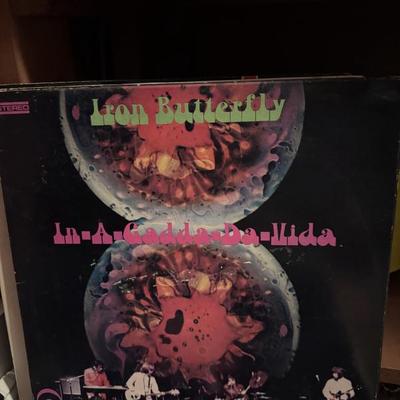 STEREO
Iron Butterfly
In-A-Gadda-Da-Vida